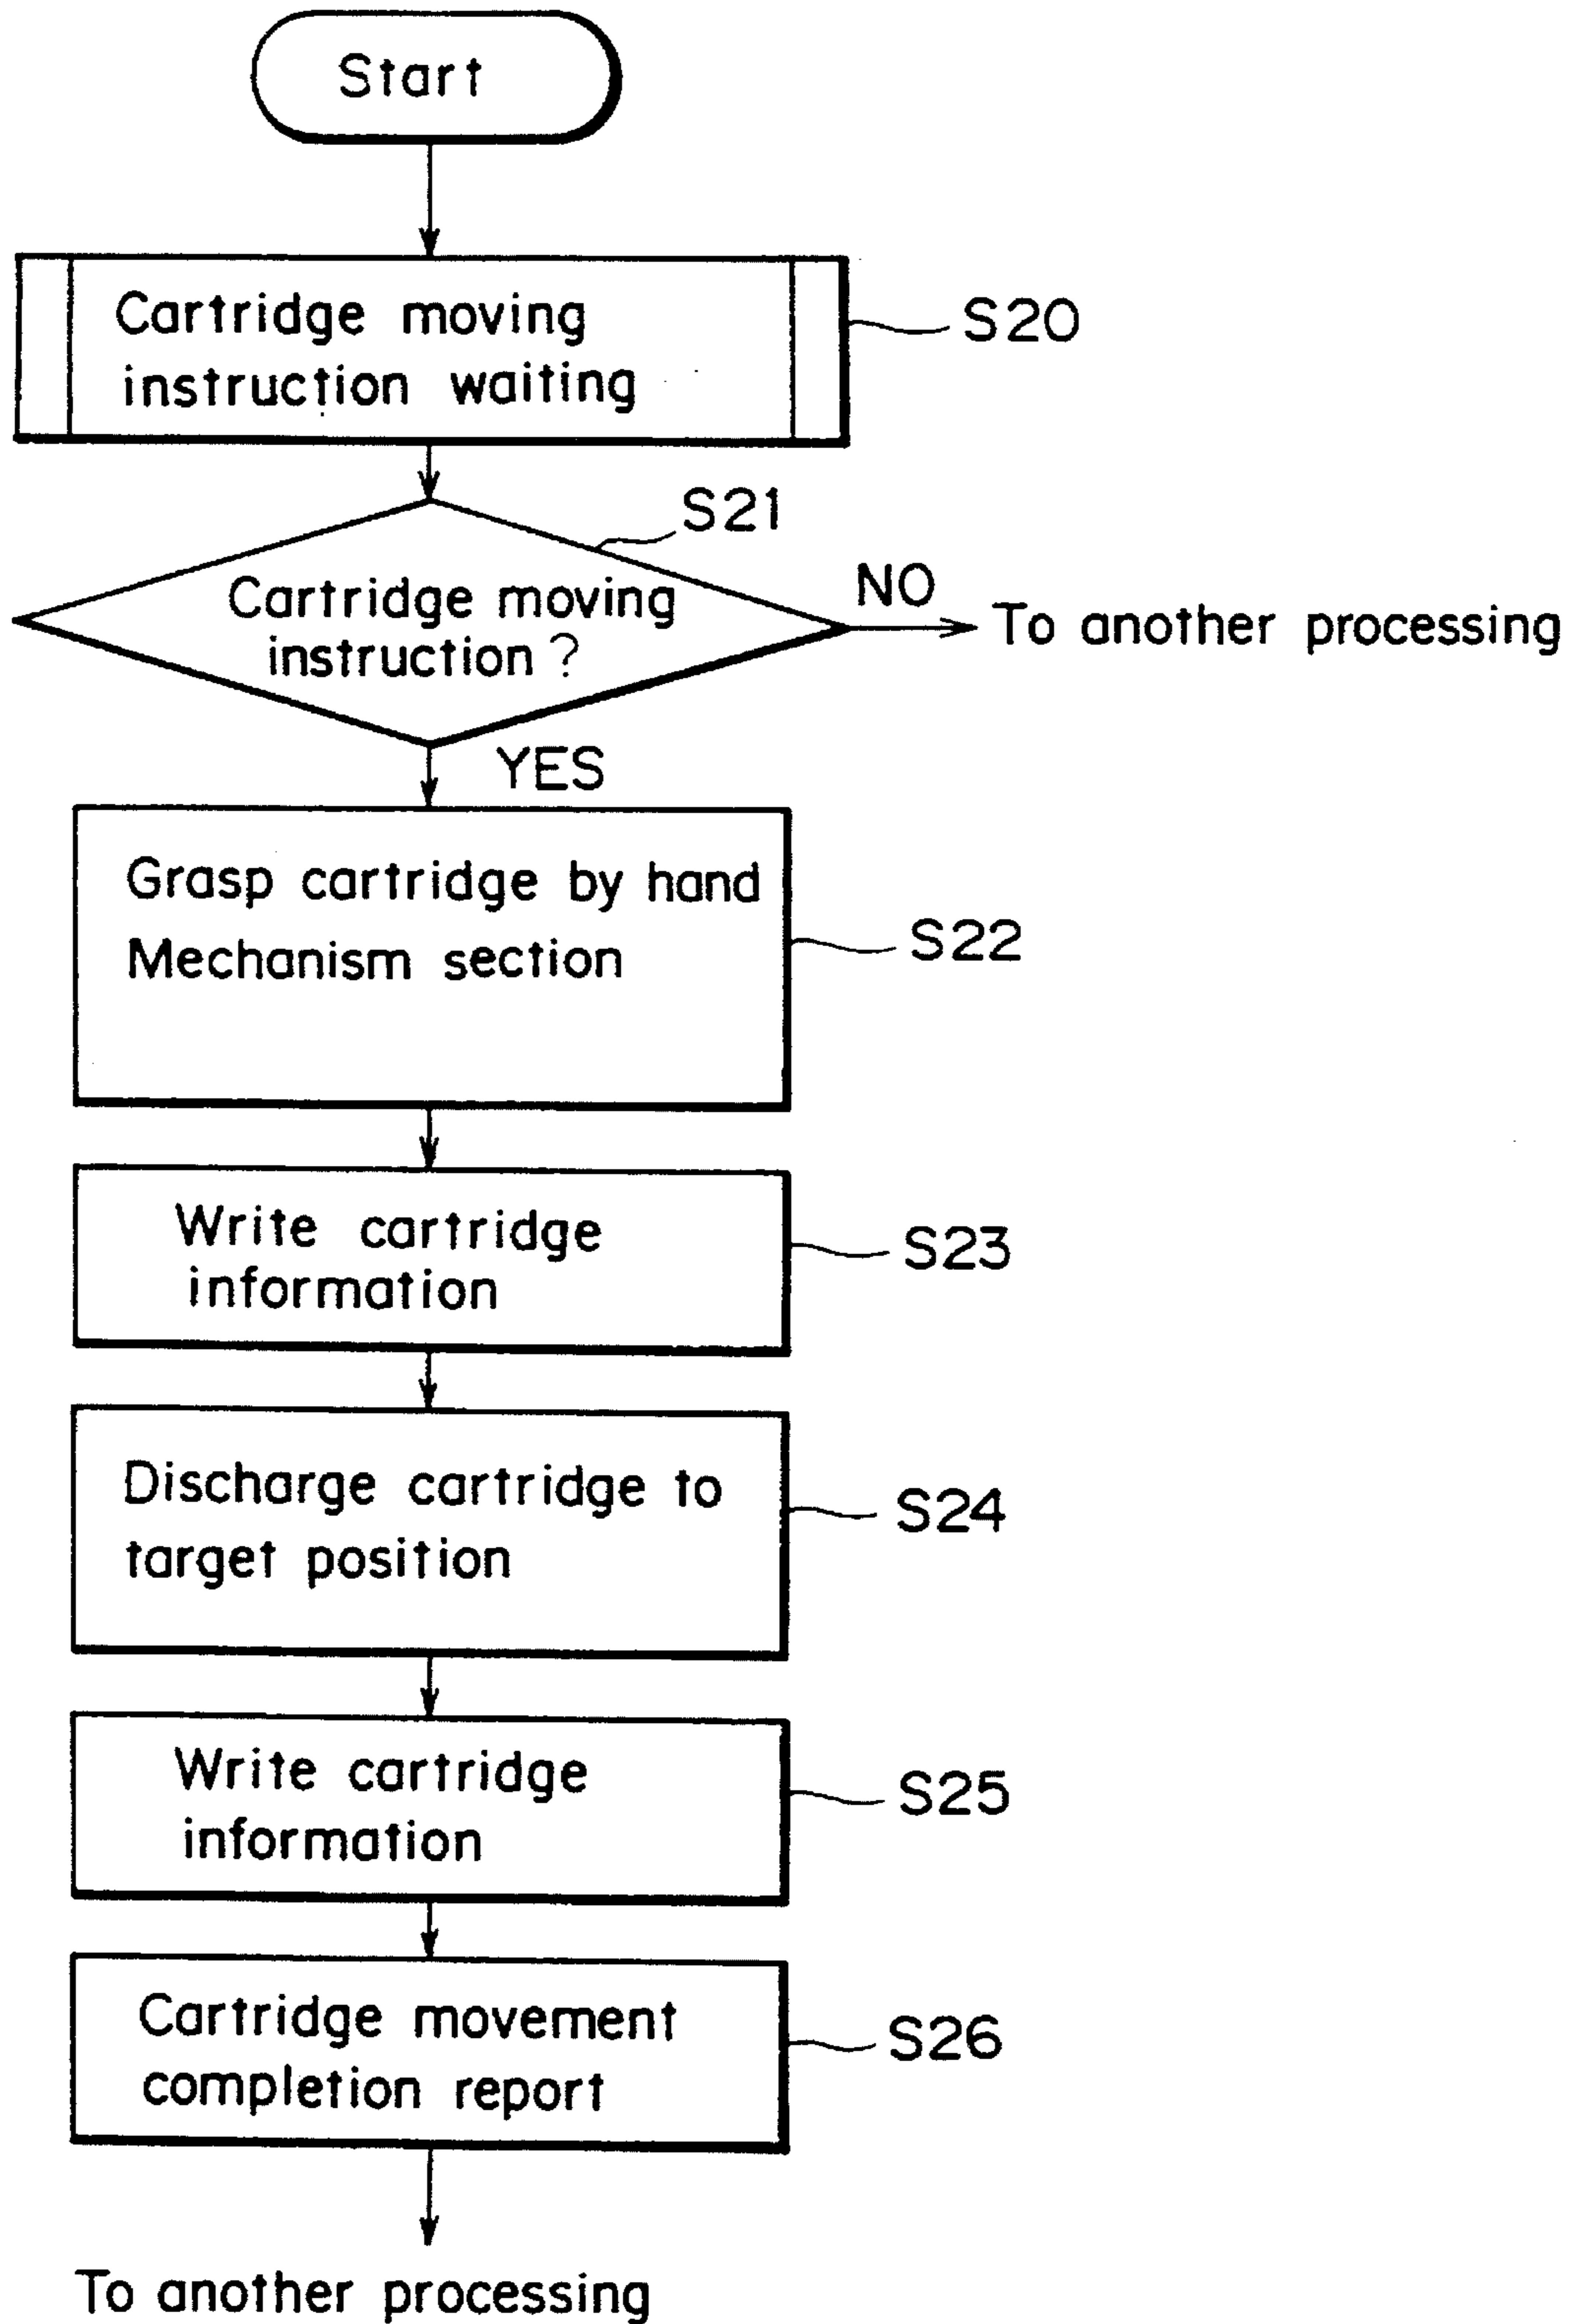 Start
Cartridge moving
instruction waiting
S20
S21
Cartridge moving
instruction?
NO
To another processing
YES
Grasp cartridge by hand
Mechanism section
S22
Write cartridge
information
S23
Discharge cartridge to
target position
S24
Write cartridge
information
S25
Cartridge movement
completion report
S26
To another processing